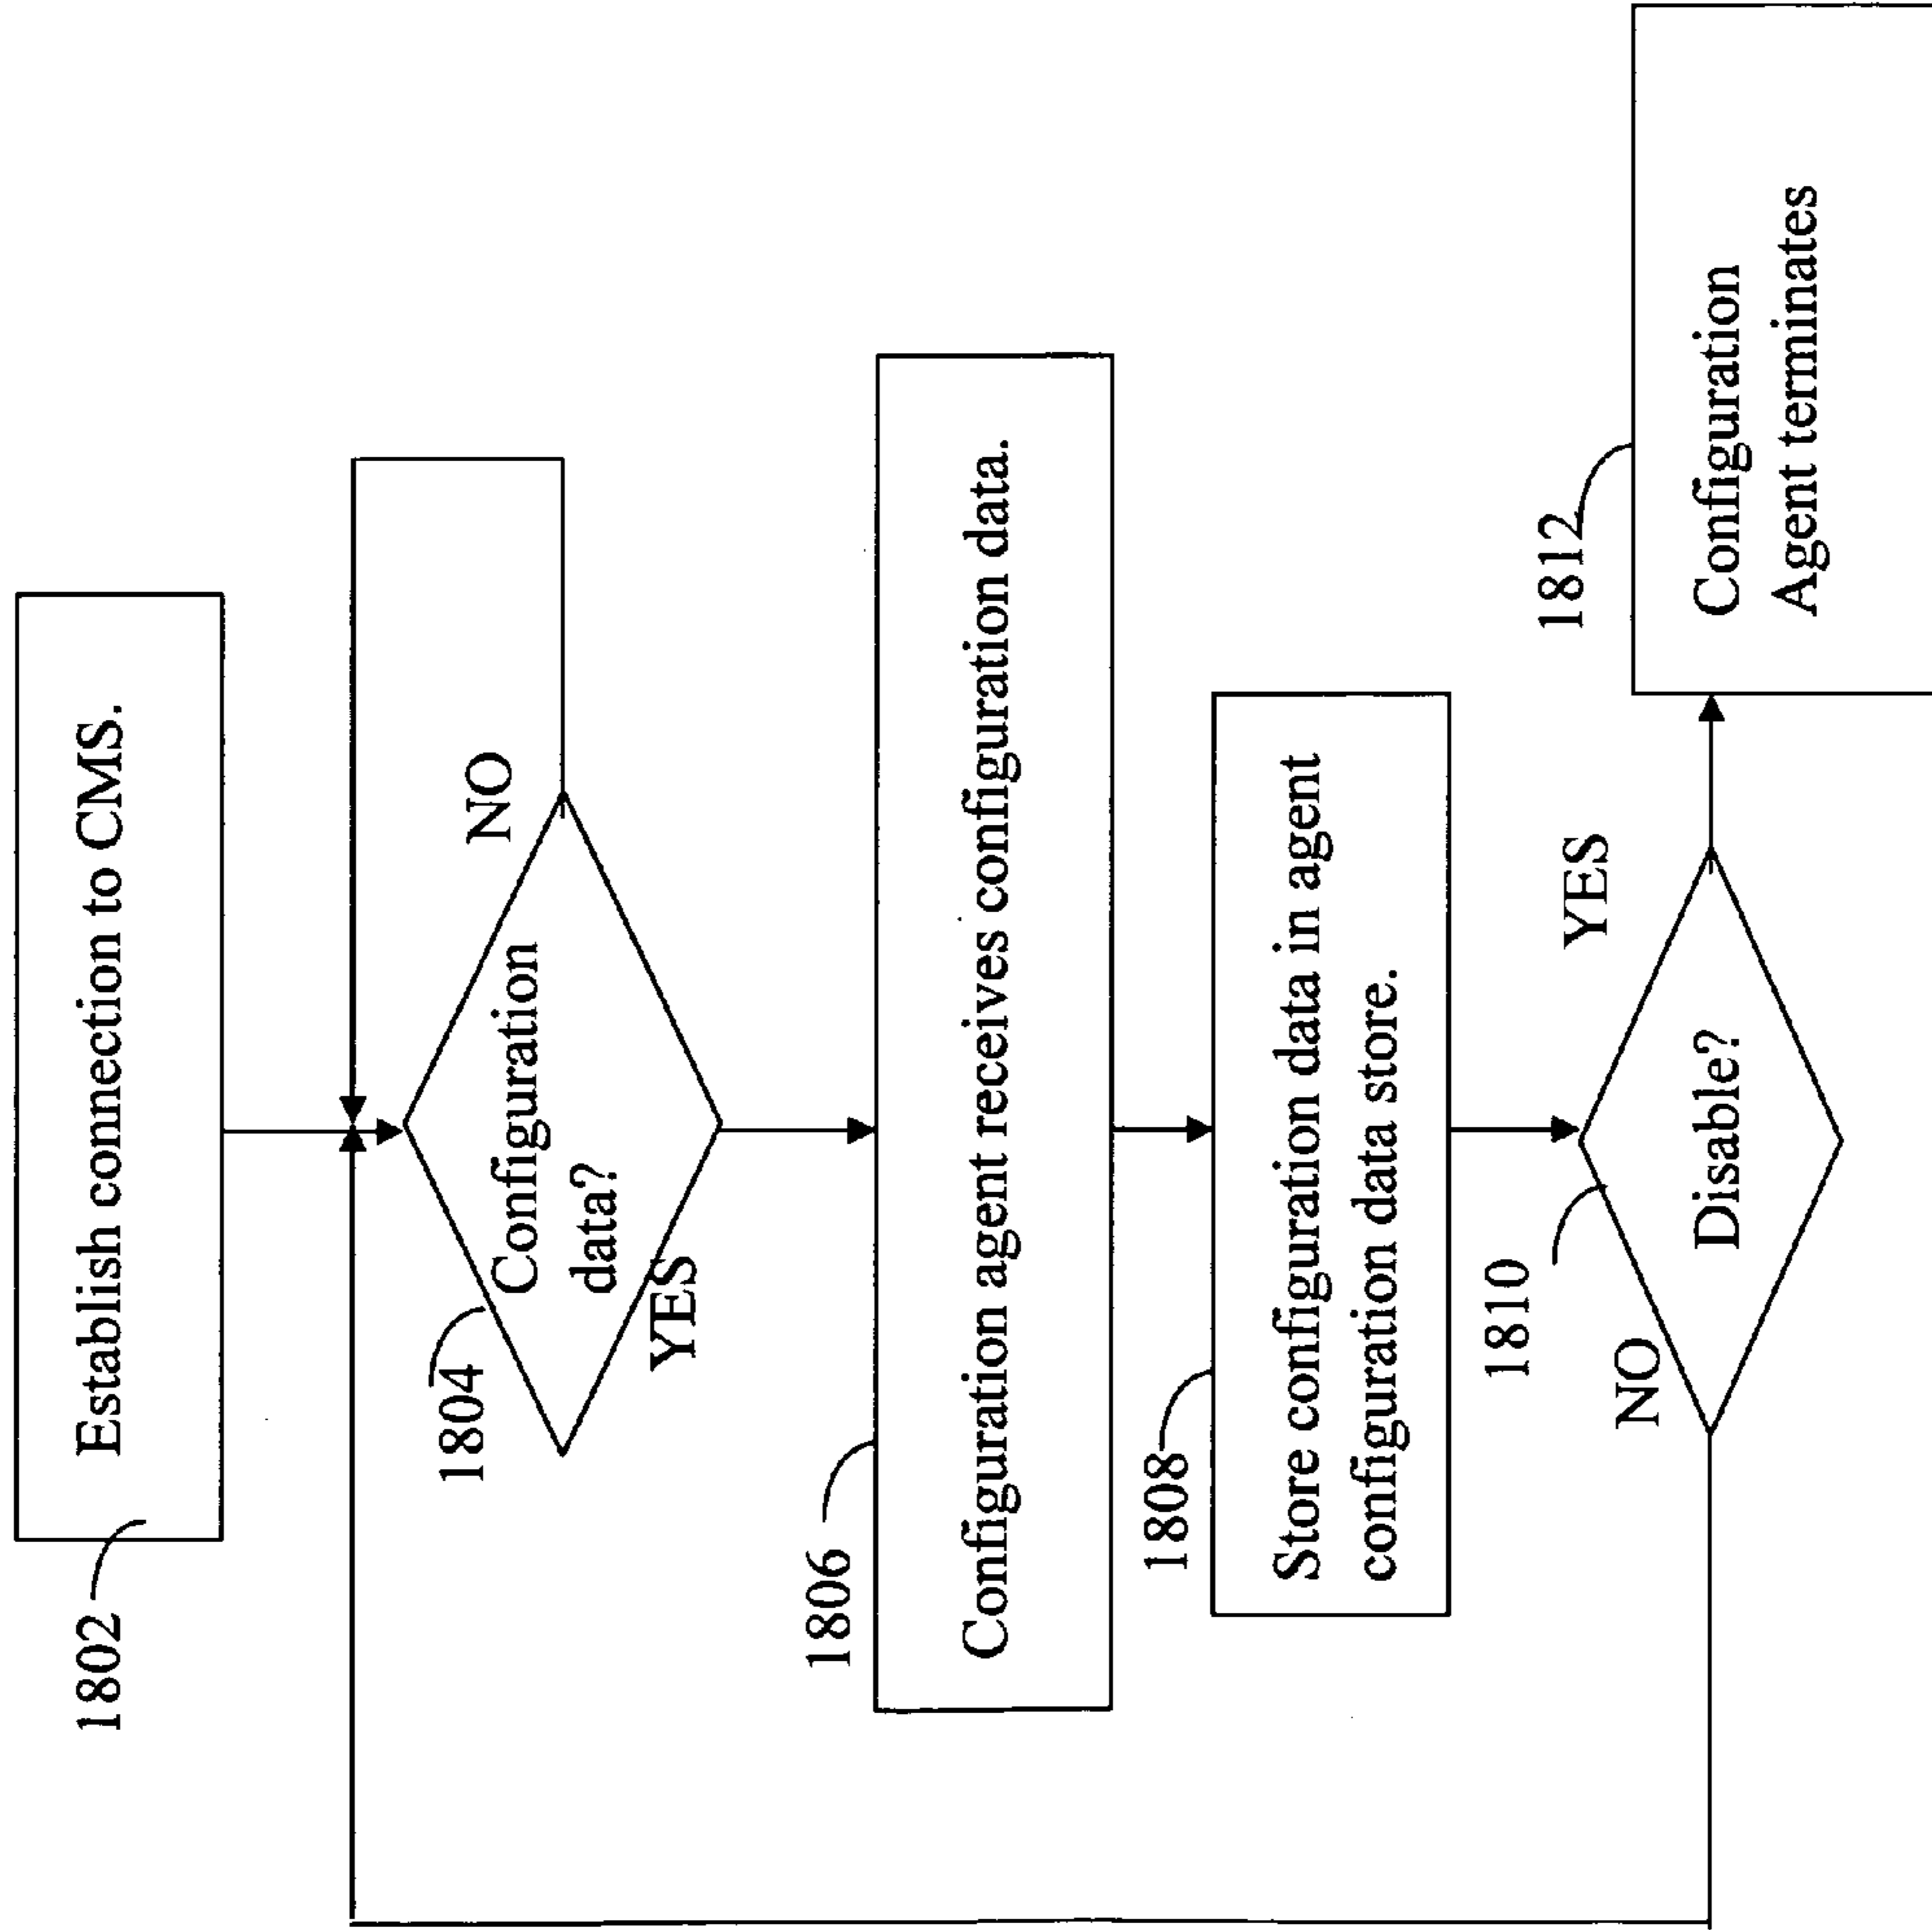 1802
Establish connection to CMS.
1804
Configuration
data?
NO
YES
1806
Configuration agent receives configuration data.
1808
Store configuration data in agent
configuration data store.
1810
Disable?
NO
YES
1812
Configuration
Agent terminates